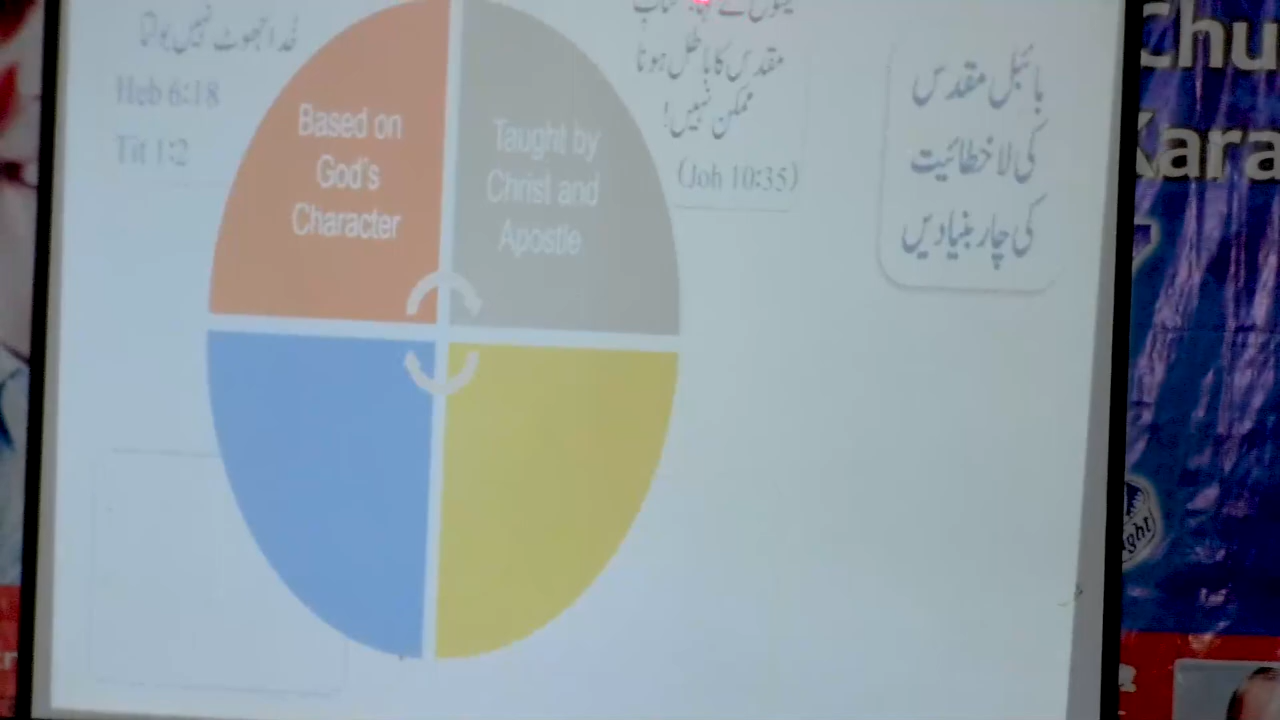 خدا جھوٹ نہیں بولتا
Heb 6:18
Tit 1:2
Based on
God's
Character
Taught by
Christ and
Apostle
مقدس کا باطل ہونا
ممکن نہیں!
(Joh 10:35)
بائبل مقدس
کی لاخطائیت
کی چار بنیادیں
Chu
Kara
ght